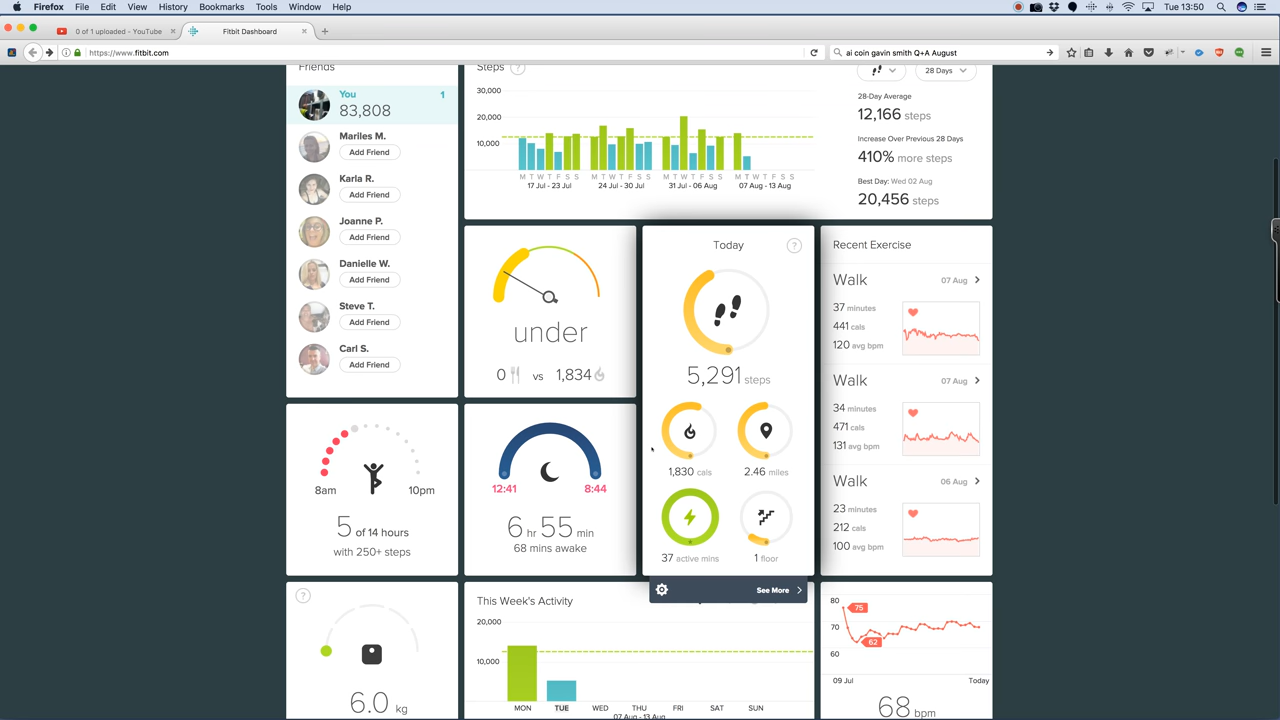 Firefox File Edit View History Bookmarks Tools Window Help Tue 13:50
0 of 1 uploaded - YouTube
Fitbit Dashboard
https://www.fitbit.com
ai coin gavin smith Q+A August
Friends
You 1
83,808
Mariles M.
Add Friend
Karla R.
Add Friend
Joanne P.
Add Friend
Danielle W.
Add Friend
Steve T.
Add Friend
Carl S.
Add Friend
Steps ?
30,000
20,000
10,000
M T W T F S S M T W T F S S M T W T F S S M T W T F S S
17 Jul - 23 Jul 24 Jul - 30 Jul 31 Jul - 06 Aug 07 Aug - 13 Aug
28 Days
28-Day Average
12,166 steps
Increase Over Previous 28 Days
410% more steps
Best Day: Wed 02 Aug
20,456 steps
under
0 vs 1,834
Today ?
5,291 steps
1,830 cals
2.46 miles
37 active mins
1 floor
See More
Recent Exercise
Walk 07 Aug
37 minutes
441 cals
120 avg bpm
Walk 07 Aug
34 minutes
471 cals
131 avg bpm
Walk 06 Aug
23 minutes
212 cals
100 avg bpm
8am 10pm
5 of 14 hours
with 250+ steps
12:41 8:44
6 hr 55 min
68 mins awake
?
6.0 kg
This Week's Activity
20,000
10,000
MON TUE WED THU FRI SAT SUN
07 Aug - 13 Aug
80
70
60
75
62
09 Jul Today
68 bpm